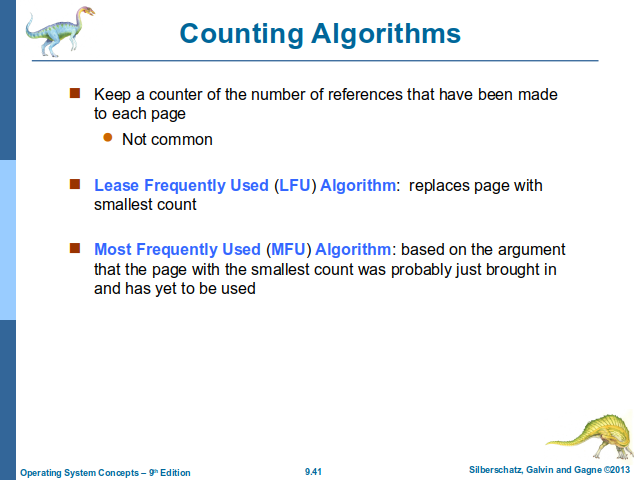 Counting Algorithms
Keep a counter of the number of references that have been made
to each page
Not common
Lease Frequently Used (LFU) Algorithm:  replaces page with
smallest count
Most Frequently Used (MFU) Algorithm: based on the argument
that the page with the smallest count was probably just brought in
and has yet to be used
Operating System Concepts – 9th Edition
9.41
Silberschatz, Galvin and Gagne ©2013